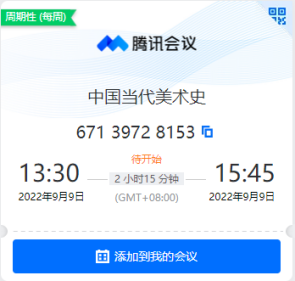 周期性 (每周)
腾讯会议
中国当代美术史
671 3972 8153
待开始
13:30 2小时15 分钟 15:45
2022年9月9日 (GMT+08:00) 2022年9月9日
添加到我的会议